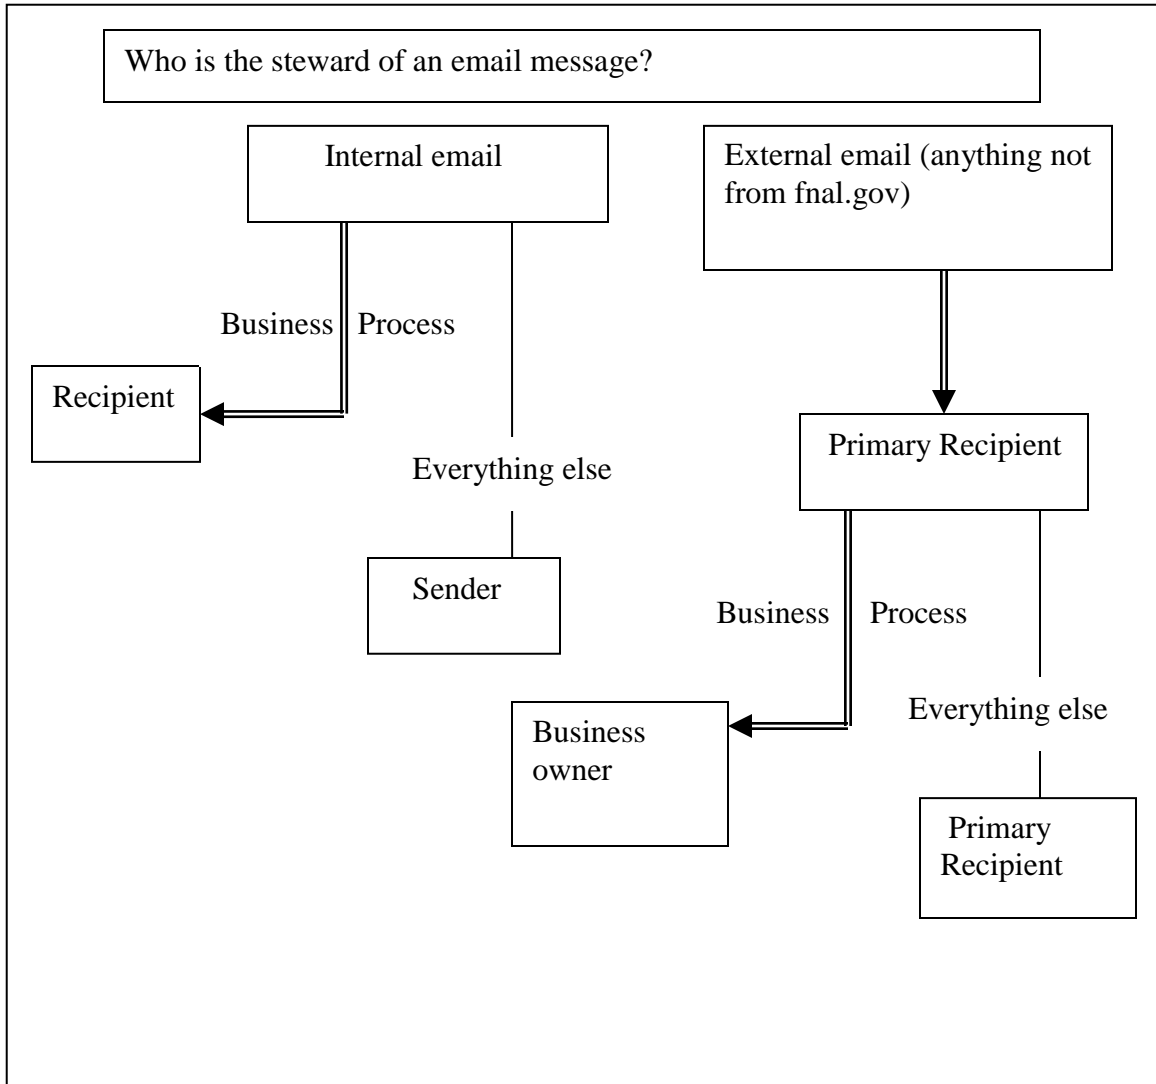 Who is the steward of an email message?
Internal email
External email (anything not
from fnal.gov)
Business Process
Recipient
Everything else
Primary Recipient
Sender
Business Process
Business
owner
Everything else
Primary
Recipient